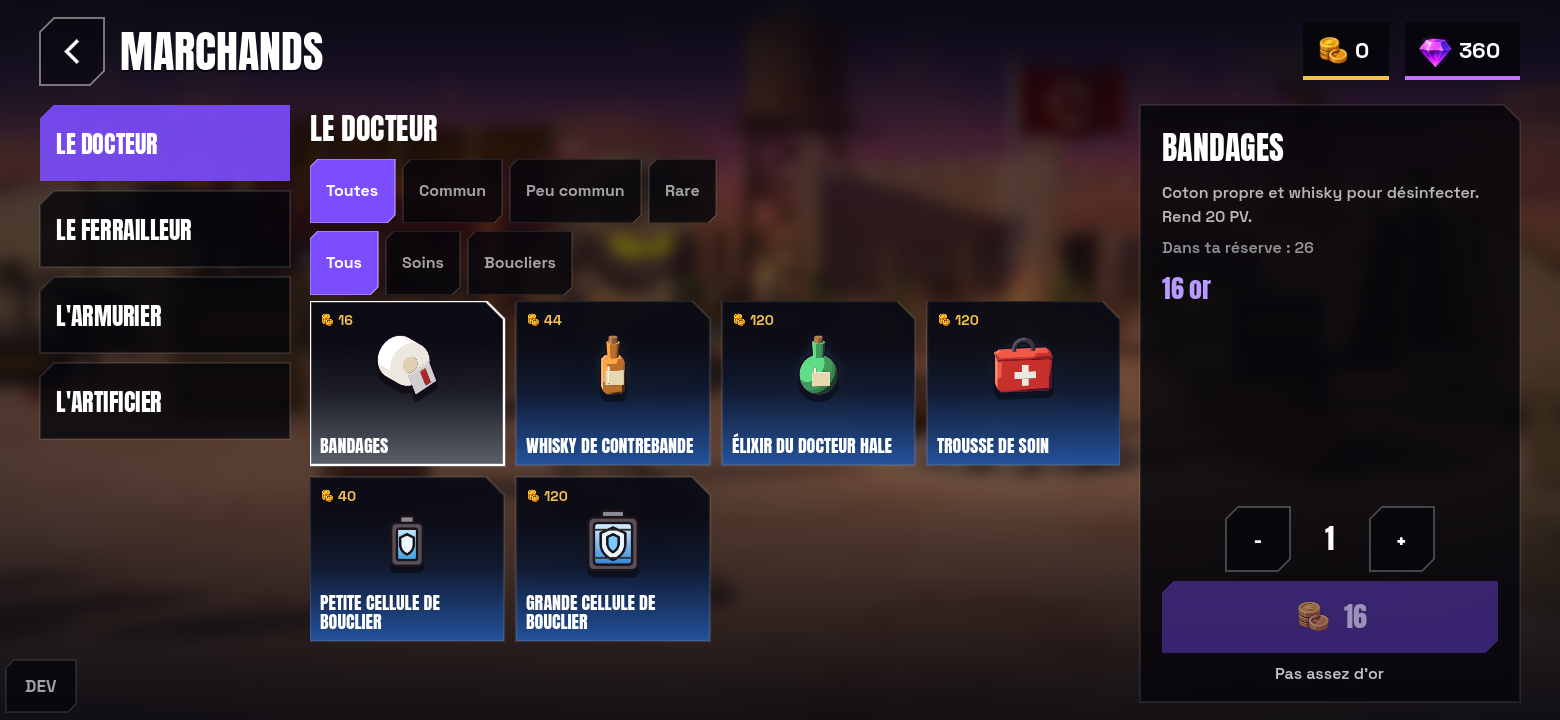 MARCHANDS
0
360
LE DOCTEUR
LE FERRAILLEUR
L'ARMURIER
L'ARTIFICIER
LE DOCTEUR
Toutes
Commun
Peu commun
Rare
Tous
Soins
Boucliers
16
BANDAGES
44
WHISKY DE CONTREBANDE
120
ÉLIXIR DU DOCTEUR HALE
120
TROUSSE DE SOIN
40
PETITE CELLULE DE
BOUCLIER
120
GRANDE CELLULE DE
BOUCLIER
BANDAGES
Coton propre et whisky pour désinfecter.
Rend 20 PV.
Dans ta réserve : 26
16 or
- 1 +
16
Pas assez d'or
DEV